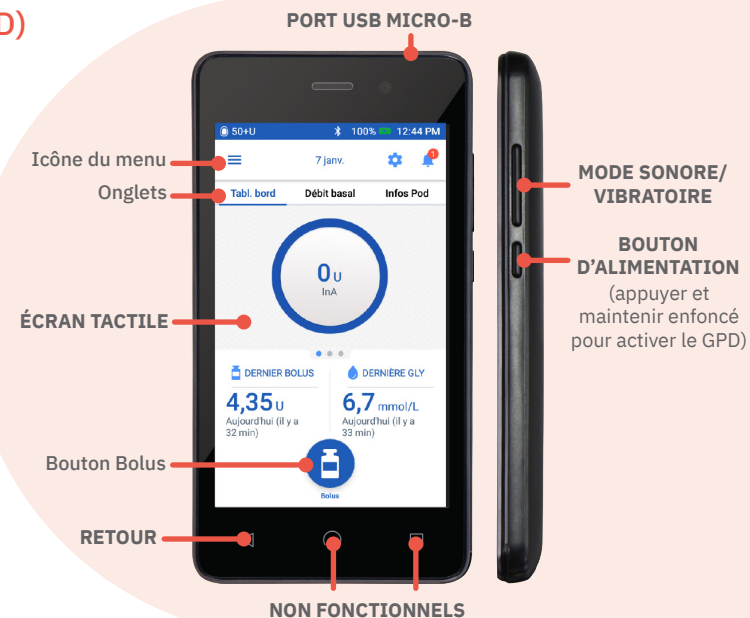 D)
PORT USB MICRO-B
50+U
100%
12:44 PM
Icône du menu
7 janv.
1
Onglets
Tabl. bord
Débit basal
Infos Pod
MODE SONORE/
VIBRATOIRE
0 U
InA
BOUTON
D'ALIMENTATION
(appuyer et
maintenir enfoncé
pour activer le GPD)
ÉCRAN TACTILE
DERNIER BOLUS
DERNIÈRE GLY
4,35 U
6,7 mmol/L
Aujourd'hui (il y a
32 min)
Aujourd'hui (il y a
33 min)
Bouton Bolus
Bolus
RETOUR
NON FONCTIONNELS